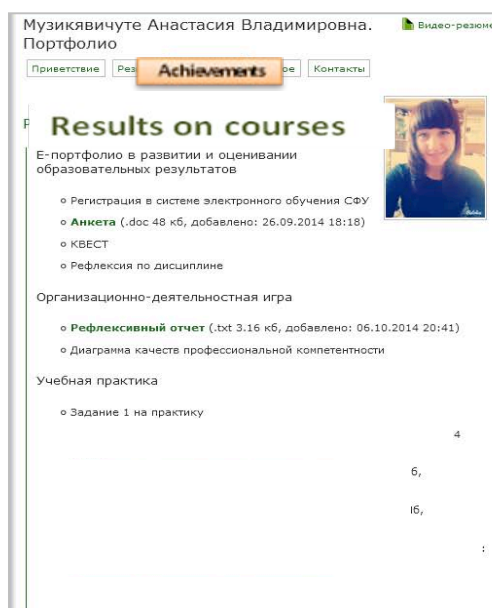 Музикявичуте Анастасия Владимировна.
Портфолио
Видео-резюме
Приветствие Рез Achievements ое Контакты
Results on courses
Е-портфолио в развитии и оценивании
образовательных результатов
Регистрация в системе электронного обучения СФУ
Анкета (.doc 48 кб, добавлено: 26.09.2014 18:18)
КВЕСТ
Рефлексия по дисциплине
Организационно-деятельностная игра
Рефлексивный отчет (.txt 3.16 кб, добавлено: 06.10.2014 20:41)
Диаграмма качеств профессиональной компетентности
Учебная практика
Задание 1 на практику
4
б,
б,
: